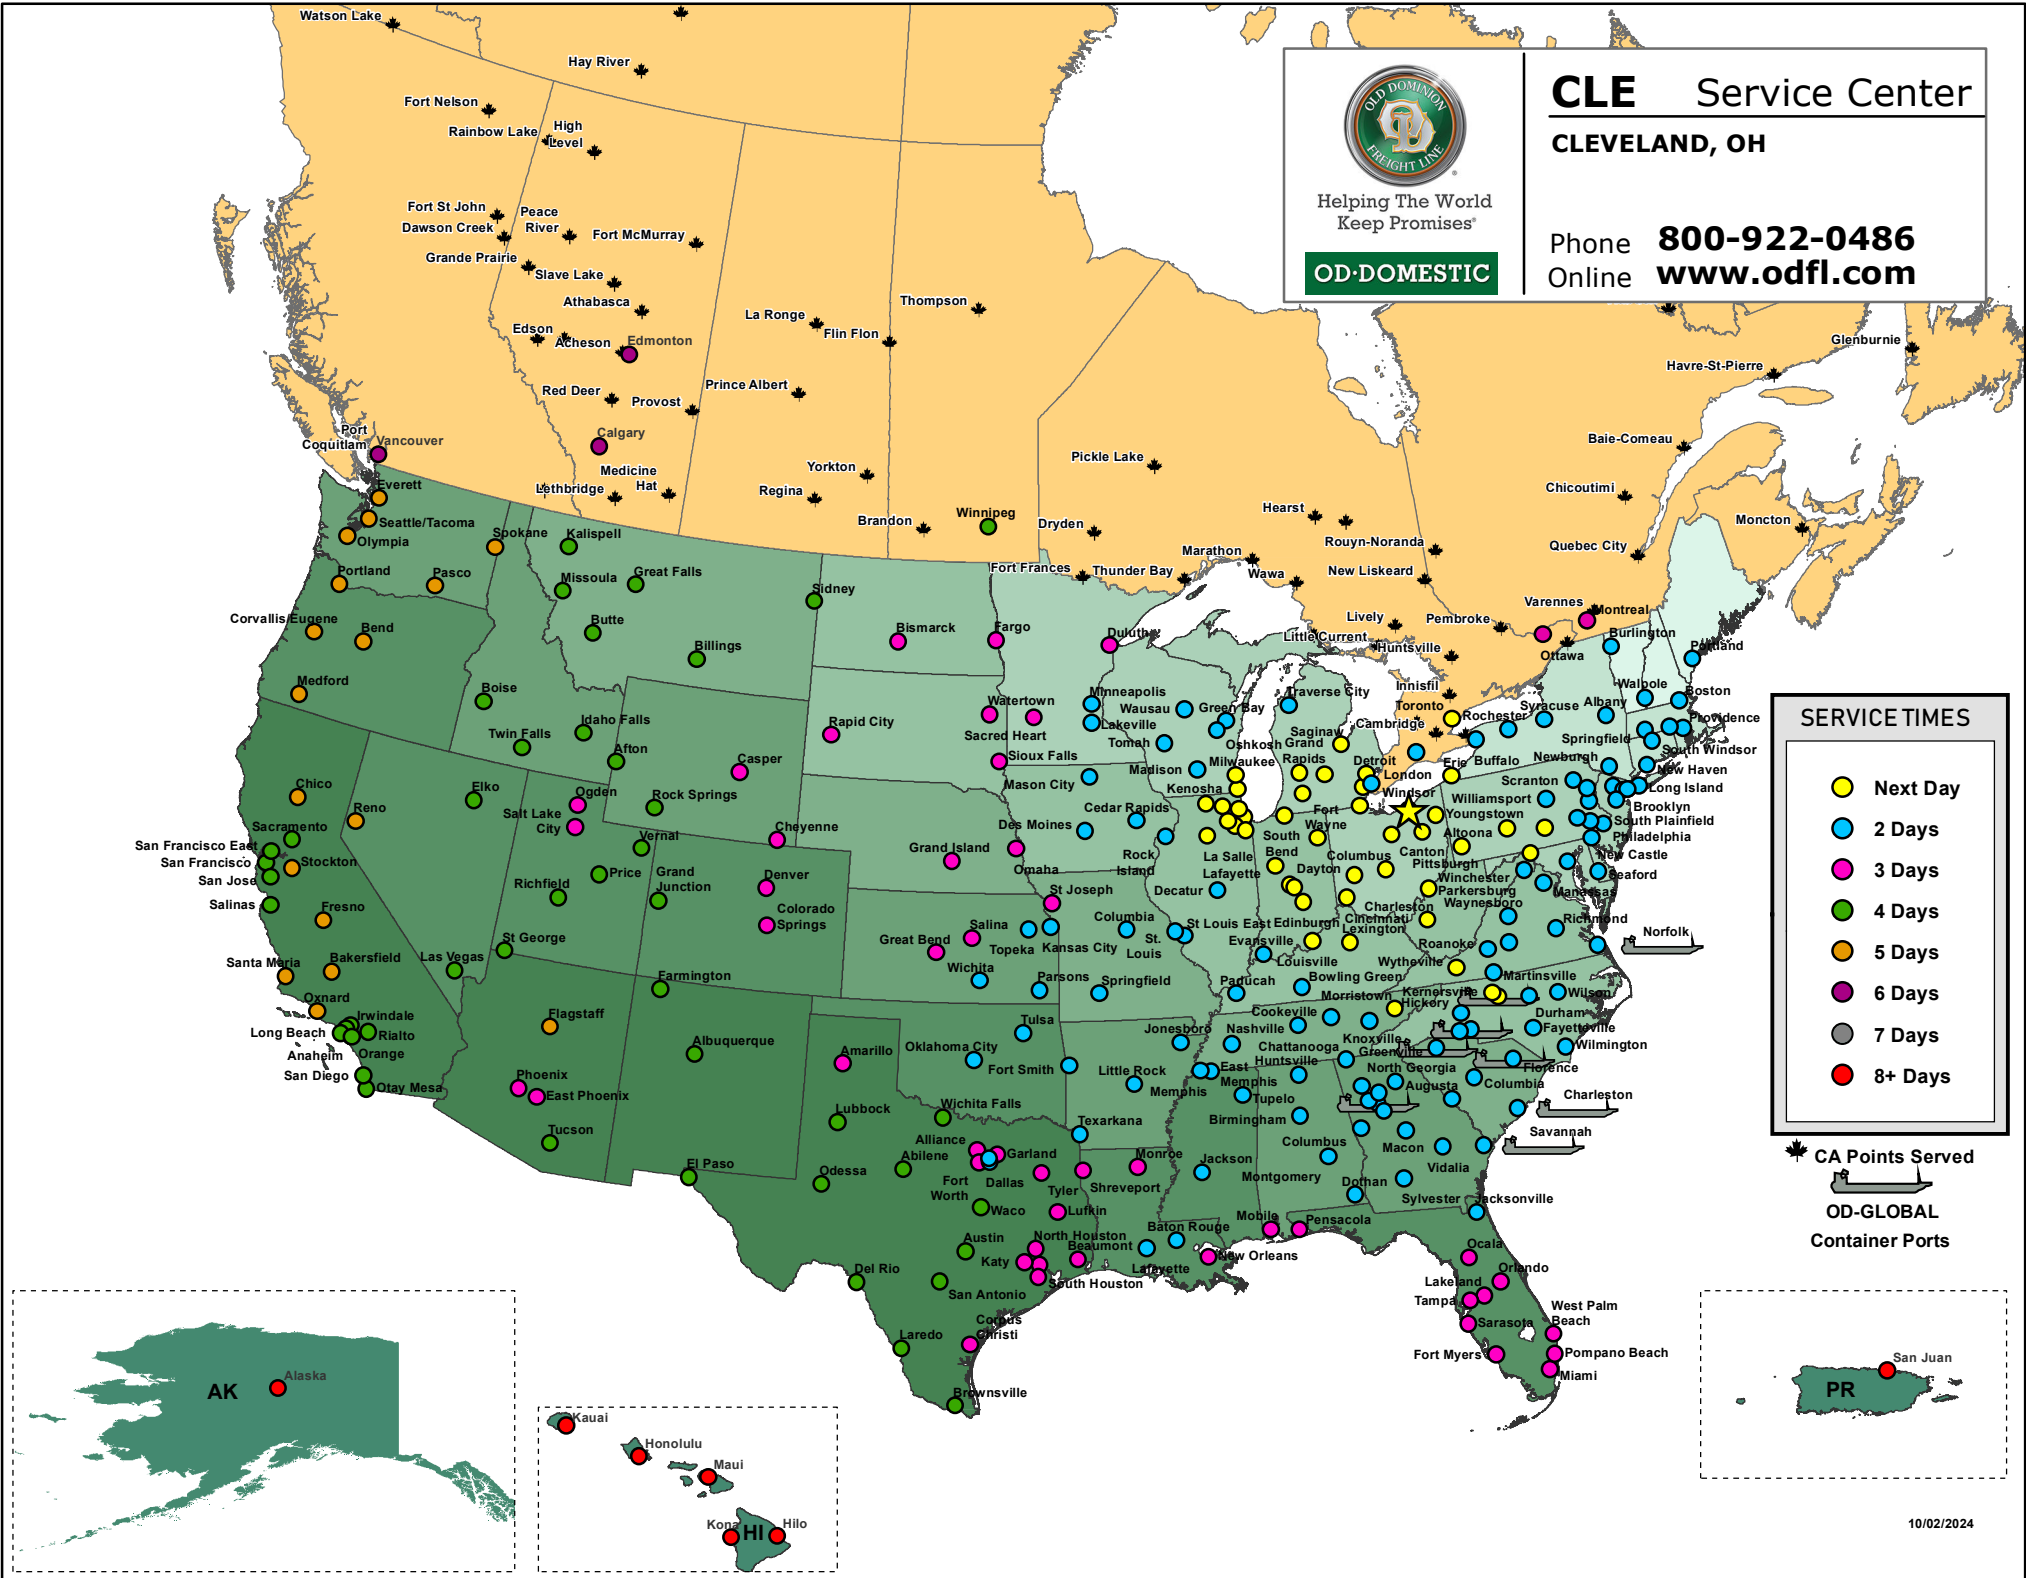 Watson Lake
Hay River
Fort Nelson
Rainbow Lake
High
Level
Fort St John
Peace
River
Dawson Creek
Fort McMurray
Grande Prairie
Slave Lake
Athabasca
Edson
Acheson
Edmonton
La Ronge
Flin Flon
Thompson
Red Deer
Provost
Prince Albert
Port
Coquitlam
Vancouver
Calgary
Medicine
Hat
Lethbridge
Yorkton
Regina
Brandon
Winnipeg
Dryden
Pickle Lake
Fort Frances
Thunder Bay
Marathon
Wawa
Hearst
Rouyn-Noranda
New Liskeard
Lively
Little Current
Pembroke
Huntsville
Innisfil
Toronto
Cambridge
Ottawa
Varennes
Montreal
Quebec City
Chicoutimi
Baie-Comeau
Havre-St-Pierre
Glenburnie
Moncton
OLD DOMINION
FREIGHT LINE
Helping The World
Keep Promises®
OD·DOMESTIC
CLE Service Center
CLEVELAND, OH
Phone 800-922-0486
Online www.odfl.com
Everett
Seattle/Tacoma
Olympia
Spokane
Portland
Pasco
Corvallis/Eugene
Bend
Medford
Kalispell
Missoula
Great Falls
Butte
Billings
Sidney
Boise
Idaho Falls
Twin Falls
Afton
Casper
Rock Springs
Cheyenne
Ogden
Salt Lake
City
Vernal
Price
Richfield
St George
Grand
Junction
Denver
Colorado
Springs
Elko
Reno
Las Vegas
Chico
Sacramento
San Francisco East
San Francisco
Stockton
San Jose
Salinas
Fresno
Santa Maria
Bakersfield
Oxnard
Irwindale
Long Beach
Rialto
Anaheim
Orange
San Diego
Otay Mesa
Flagstaff
Phoenix
East Phoenix
Tucson
Farmington
Albuquerque
Bismarck
Fargo
Duluth
Rapid City
Watertown
Sacred Heart
Sioux Falls
Minneapolis
Lakeville
Wausau
Green Bay
Tomah
Oshkosh
Madison
Milwaukee
Kenosha
Mason City
Cedar Rapids
Des Moines
Rock
Island
Grand Island
Omaha
St Joseph
Salina
Topeka
Kansas City
Great Bend
Wichita
Parsons
Columbia
St.
Louis
St Louis East
Springfield
Decatur
La Salle
Lafayette
South
Bend
Fort
Wayne
Traverse City
Saginaw
Grand
Rapids
Detroit
London
Windsor
Erie
Buffalo
Rochester
Syracuse
Albany
Burlington
Portland
Walpole
Boston
Providence
Springfield
South Windsor
Newburgh
New Haven
Long Island
Brooklyn
South Plainfield
Philadelphia
New Castle
Seaford
Scranton
Williamsport
Youngstown
Altoona
Canton
Pittsburgh
Columbus
Dayton
Winchester
Parkersburg
Manassas
Waynesboro
Charleston
Cincinnati
Edinburgh
Lexington
Evansville
Louisville
Richmond
Norfolk
Roanoke
Wytheville
Martinsville
Bowling Green
Paducah
Morristown
Kernersville
Hickory
Wilson
Durham
Fayetteville
Wilmington
Cookeville
Nashville
Knoxville
Chattanooga
Greenville
Huntsville
North Georgia
Florence
Columbia
Augusta
Charleston
Savannah
Jonesboro
East
Memphis
Memphis
Tupelo
Birmingham
Little Rock
Fort Smith
Tulsa
Oklahoma City
Amarillo
Wichita Falls
Lubbock
Texarkana
Alliance
Abilene
Garland
Dallas
Fort
Worth
Tyler
Shreveport
Monroe
Jackson
Columbus
Montgomery
Macon
Vidalia
Dothan
Sylvester
Jacksonville
El Paso
Odessa
Waco
Lufkin
Austin
North Houston
Katy
Beaumont
South Houston
Baton Rouge
Lafayette
New Orleans
Mobile
Pensacola
Del Rio
San Antonio
Corpus
Christi
Laredo
Brownsville
Ocala
Orlando
Lakeland
Tampa
Sarasota
West Palm
Beach
Fort Myers
Pompano Beach
Miami
SERVICE TIMES
Next Day
2 Days
3 Days
4 Days
5 Days
6 Days
7 Days
8+ Days
CA Points Served
OD-GLOBAL
Container Ports
AK
Alaska
Kauai
Honolulu
Maui
Kona
HI
Hilo
San Juan
PR
10/02/2024